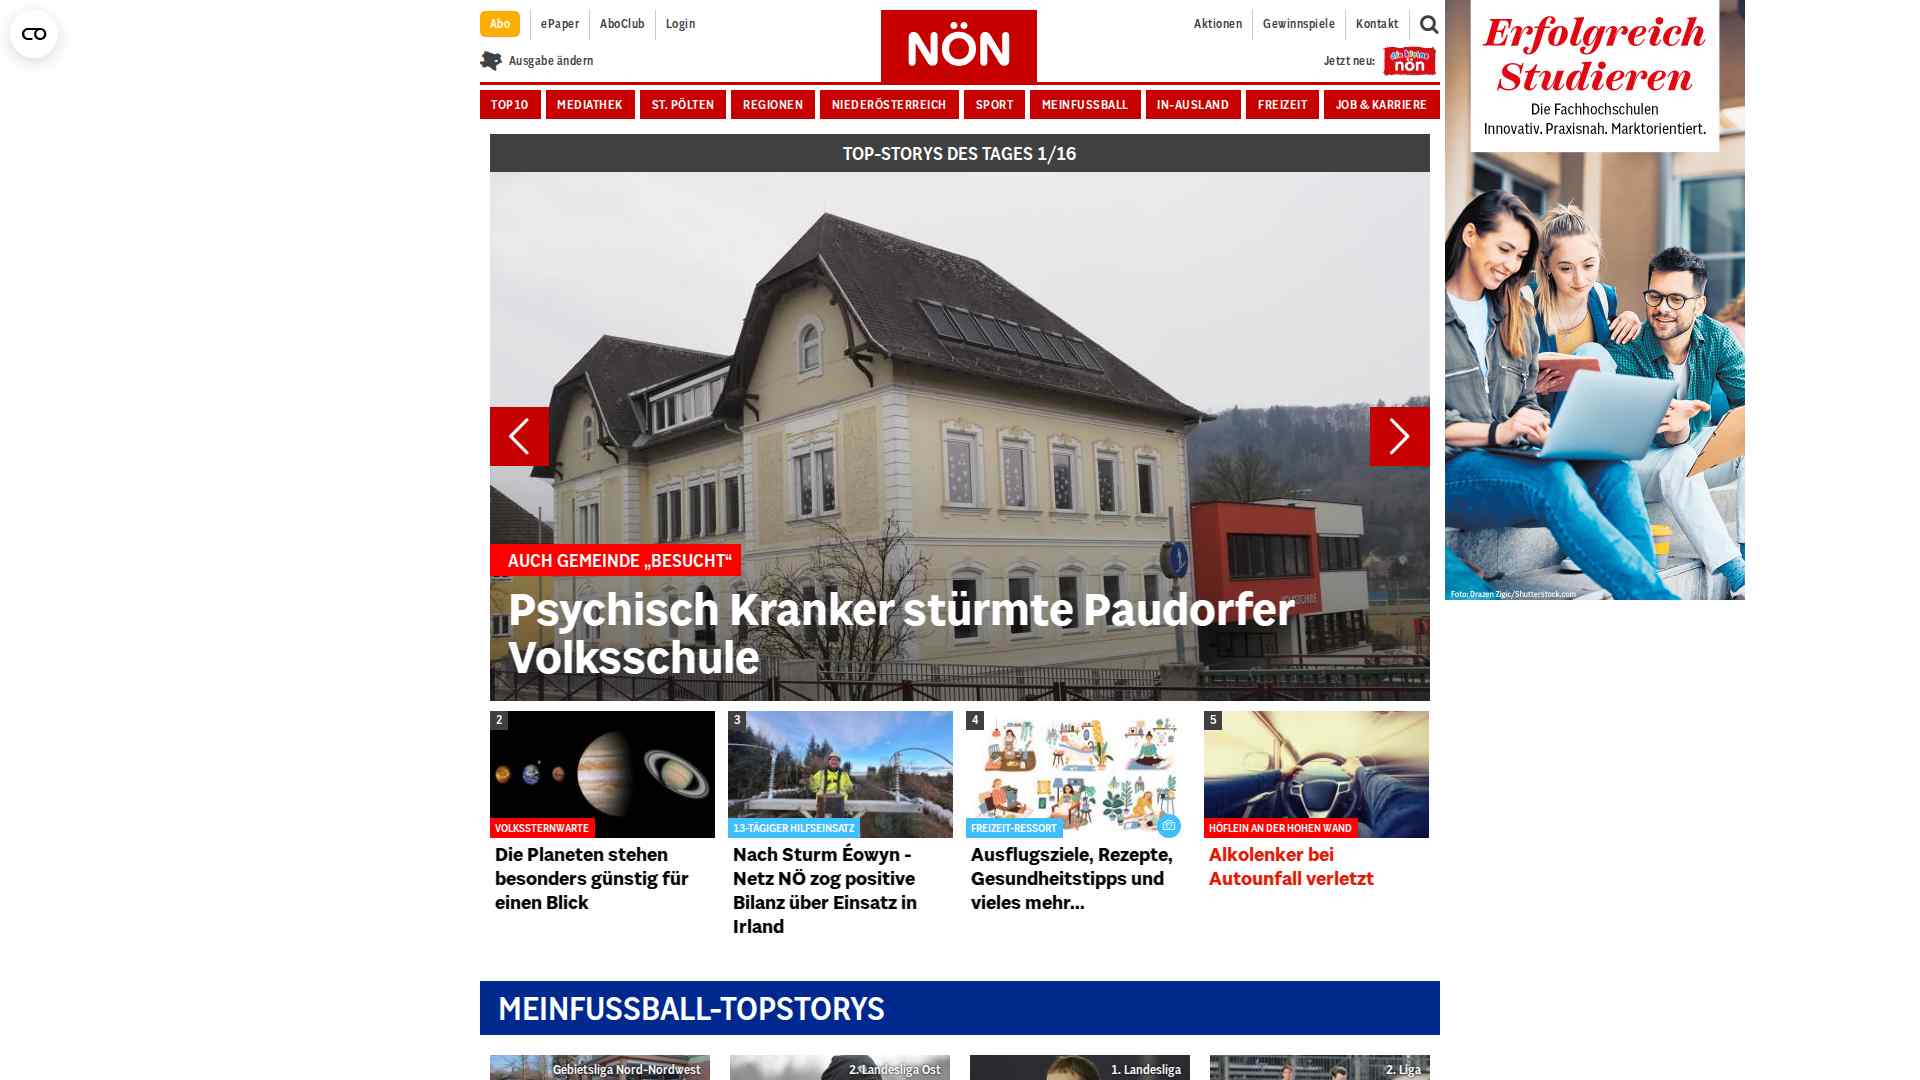 Abo
ePaper
AboClub
Login
NÖN
Aktionen
Gewinnspiele
Kontakt
Ausgabe ändern
Jetzt neu:
nön
TOP10
MEDIATHEK
ST. PÖLTEN
REGIONEN
NIEDERÖSTERREICH
SPORT
MEINFUSSBALL
IN-AUSLAND
FREIZEIT
JOB & KARRIERE
TOP-STORYS DES TAGES 1/16
AUCH GEMEINDE „BESUCHT“
Psychisch Kranker stürmte Paudorfer
Volksschule
2
VOLKSSTERNWARTE
Die Planeten stehen
besonders günstig für
einen Blick
3
13-TÄGIGER HILFSEINSATZ
Nach Sturm Éowyn -
Netz NÖ zog positive
Bilanz über Einsatz in
Irland
4
FREIZEIT-RESSORT
Ausflugsziele, Rezepte,
Gesundheitstipps und
vieles mehr...
5
HÖFLEIN AN DER HOHEN WAND
Alkolenker bei
Autounfall verletzt
MEINFUSSBALL-TOPSTORYS
Gebietsliga Nord-Nordwest
2. Landesliga Ost
1. Landesliga
2. Liga
Erfolgreich
Studieren
Die Fachhochschulen
Innovativ. Praxisnah. Marktorientiert.
Foto: Drazen Zigic/Shutterstock.com